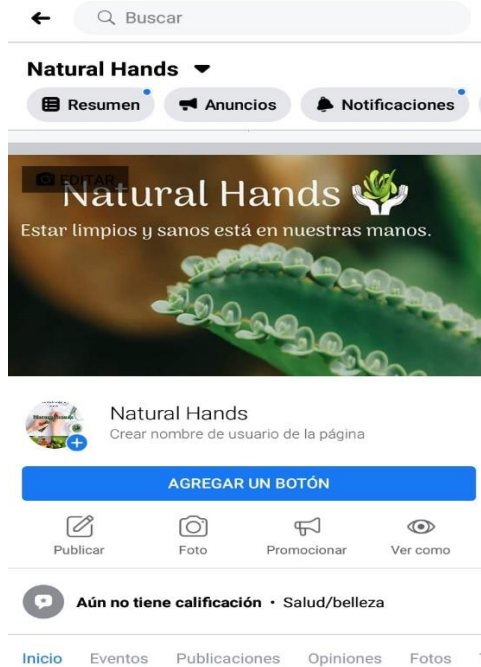 Buscar
Natural Hands
Resumen
Anuncios
Notificaciones
EDITAR
Natural Hands
Estar limpios y sanos está en nuestras manos.
Natural Hands
Crear nombre de usuario de la página
AGREGAR UN BOTÓN
Publicar Foto Promocionar Ver como
Aún no tiene calificación · Salud/belleza
Inicio Eventos Publicaciones Opiniones Fotos